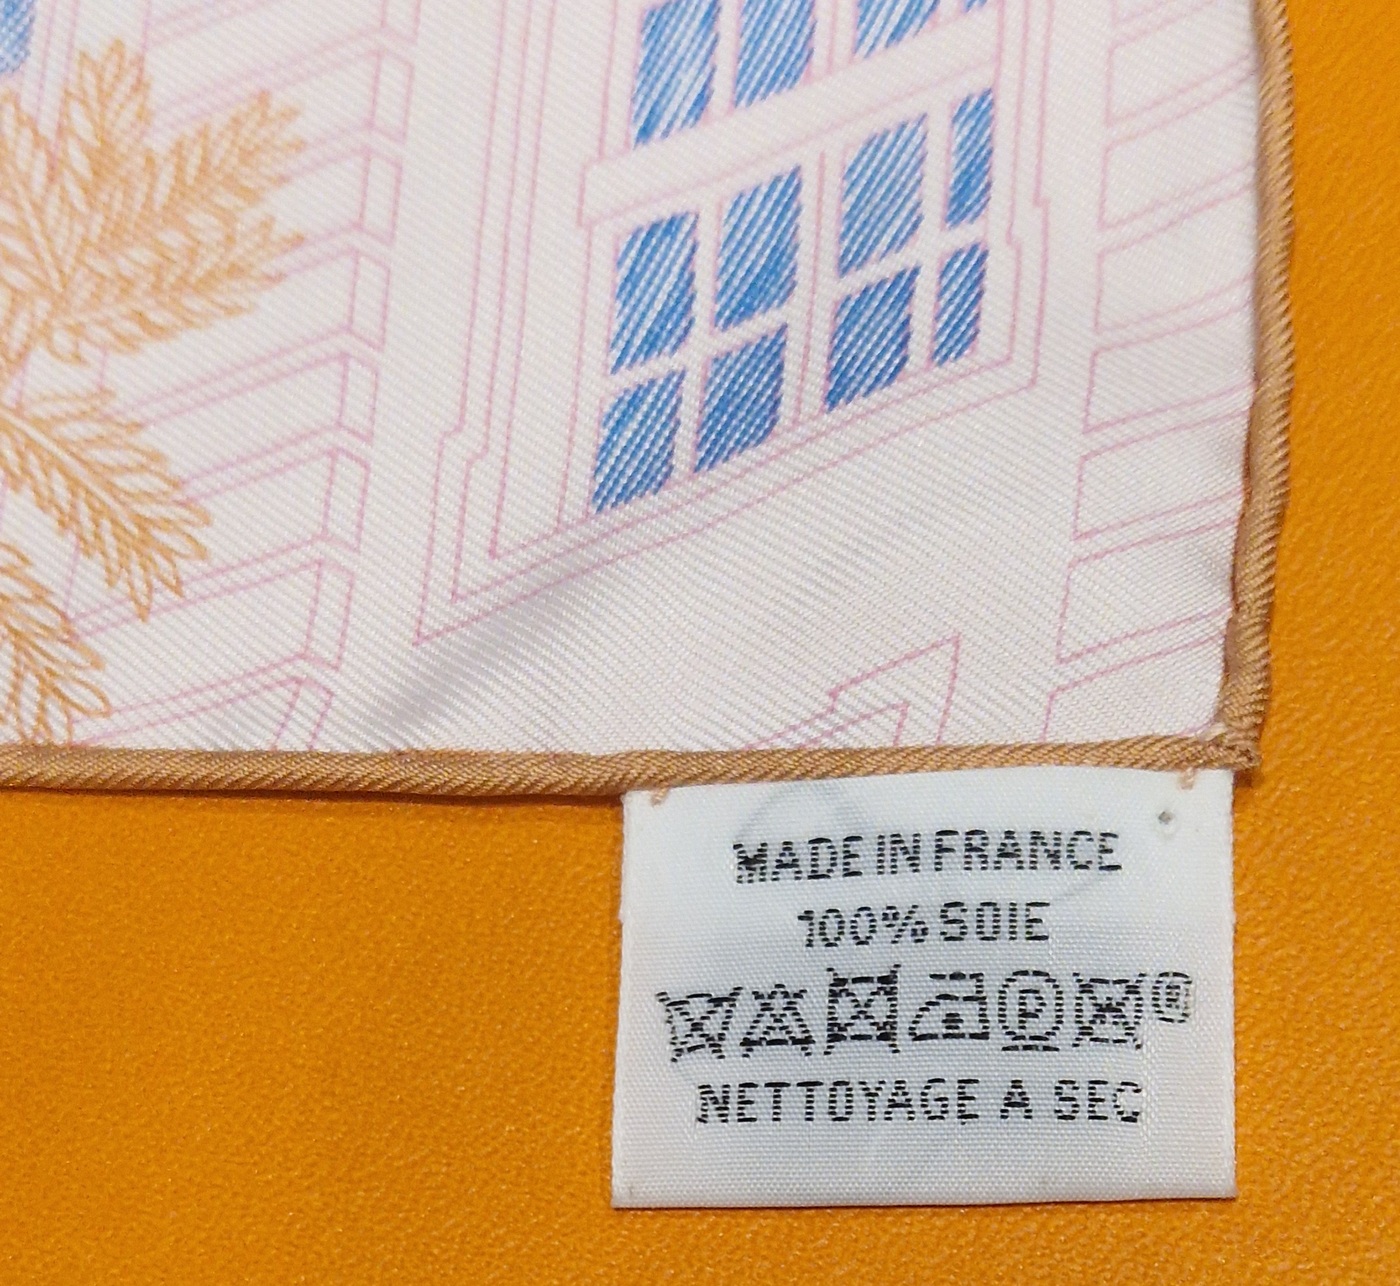 MADE IN FRANCE
100% SOIE
P ®
NETTOYAGE A SEC